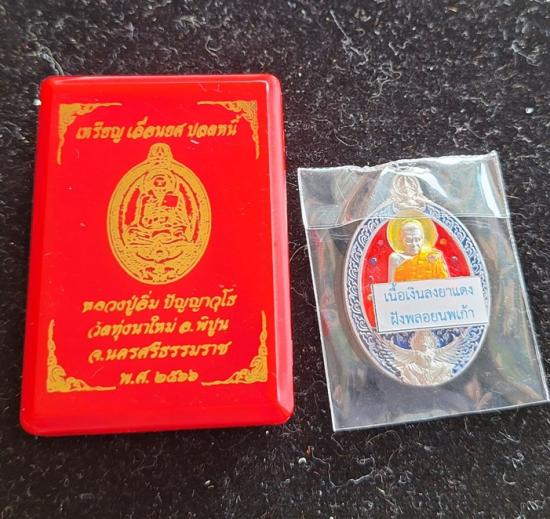 เหรียญ เลื่อนยศ ปลดหนี้
หลวงปู่ลิ่ม ปัญญาวุโธ
วัดทุ่งนาใหม่ อ.พิปูน
จ.นครศรีธรรมราช
พ.ศ. ๒๕๖๖
เนื้อเงินลงยาแดง
ฝังพลอยนพเก้า